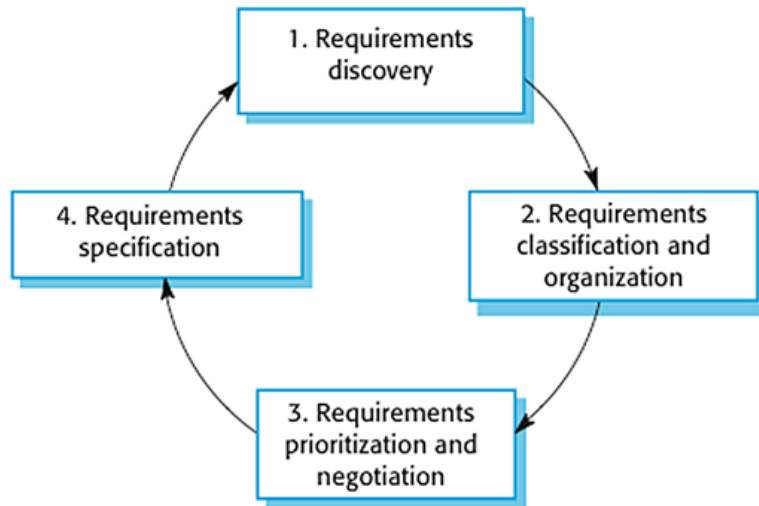 1. Requirements
discovery
2. Requirements
classification and
organization
3. Requirements
prioritization and
negotiation
4. Requirements
specification